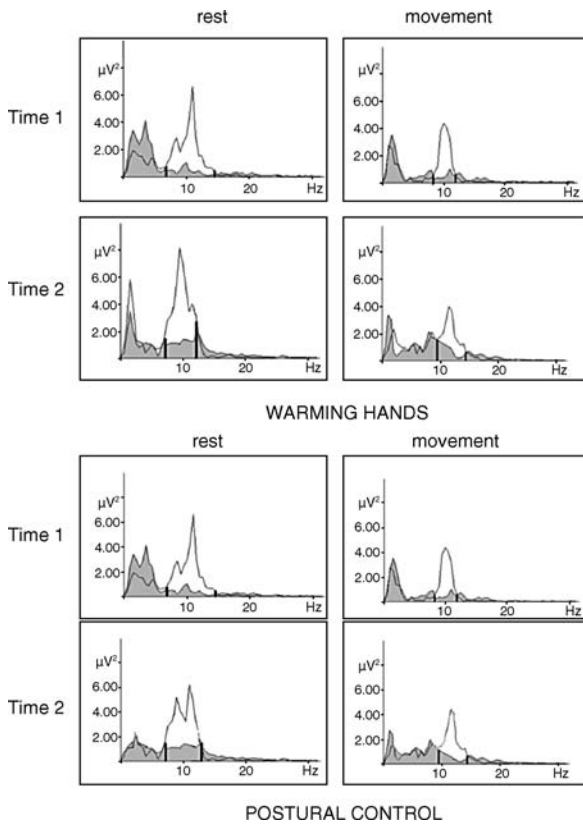 rest movement
Time 1
µV²
6.00
4.00
2.00
10 20 Hz
µV²
6.00
4.00
2.00
10 20 Hz
Time 2
µV²
6.00
4.00
2.00
10 20 Hz
µV²
6.00
4.00
2.00
10 20 Hz
WARMING HANDS
rest movement
Time 1
µV²
6.00
4.00
2.00
10 20 Hz
µV²
6.00
4.00
2.00
10 20 Hz
Time 2
µV²
6.00
4.00
2.00
10 20 Hz
µV²
6.00
4.00
2.00
10 20 Hz
POSTURAL CONTROL